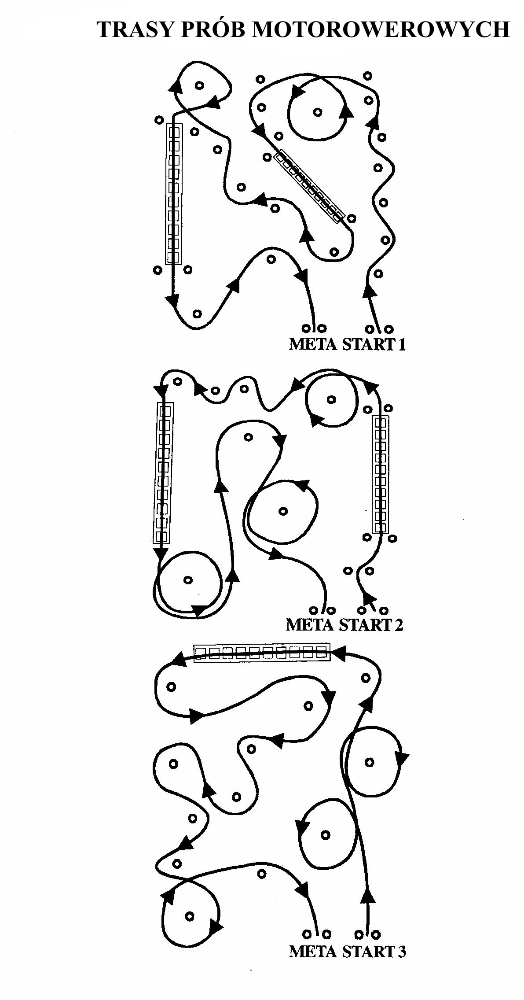 TRASY PRÓB MOTOROWEROWYCH
META START 1
META START 2
META START 3